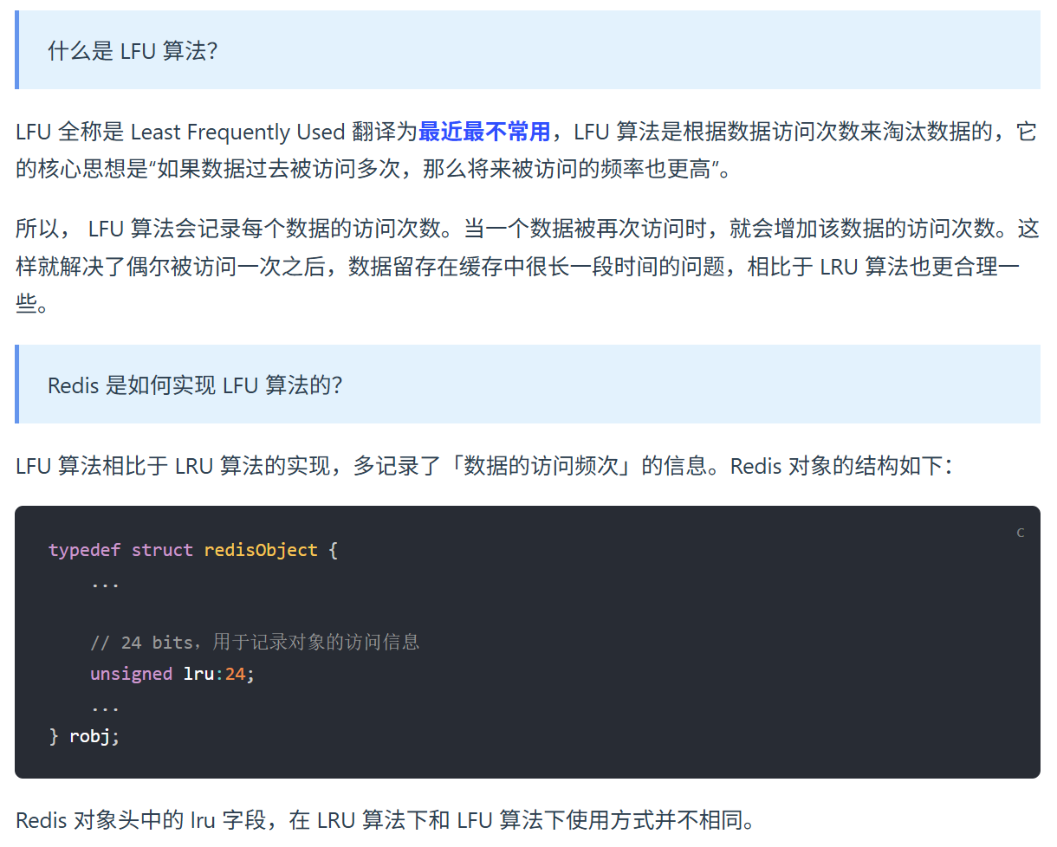 什么是 LFU 算法？
LFU 全称是 Least Frequently Used 翻译为最近最不常用，LFU 算法是根据数据访问次数来淘汰数据的，它
的核心思想是“如果数据过去被访问多次，那么将来被访问的频率也更高”。
所以， LFU 算法会记录每个数据的访问次数。当一个数据被再次访问时，就会增加该数据的访问次数。这
样就解决了偶尔被访问一次之后，数据留存在缓存中很长一段时间的问题，相比于 LRU 算法也更合理一
些。
Redis 是如何实现 LFU 算法的？
LFU 算法相比于 LRU 算法的实现，多记录了「数据的访问频次」的信息。Redis 对象的结构如下：
C
typedef struct redisObject {
...
// 24 bits，用于记录对象的访问信息
unsigned lru:24;
...
} robj;
Redis 对象头中的 lru 字段，在 LRU 算法下和 LFU 算法下使用方式并不相同。